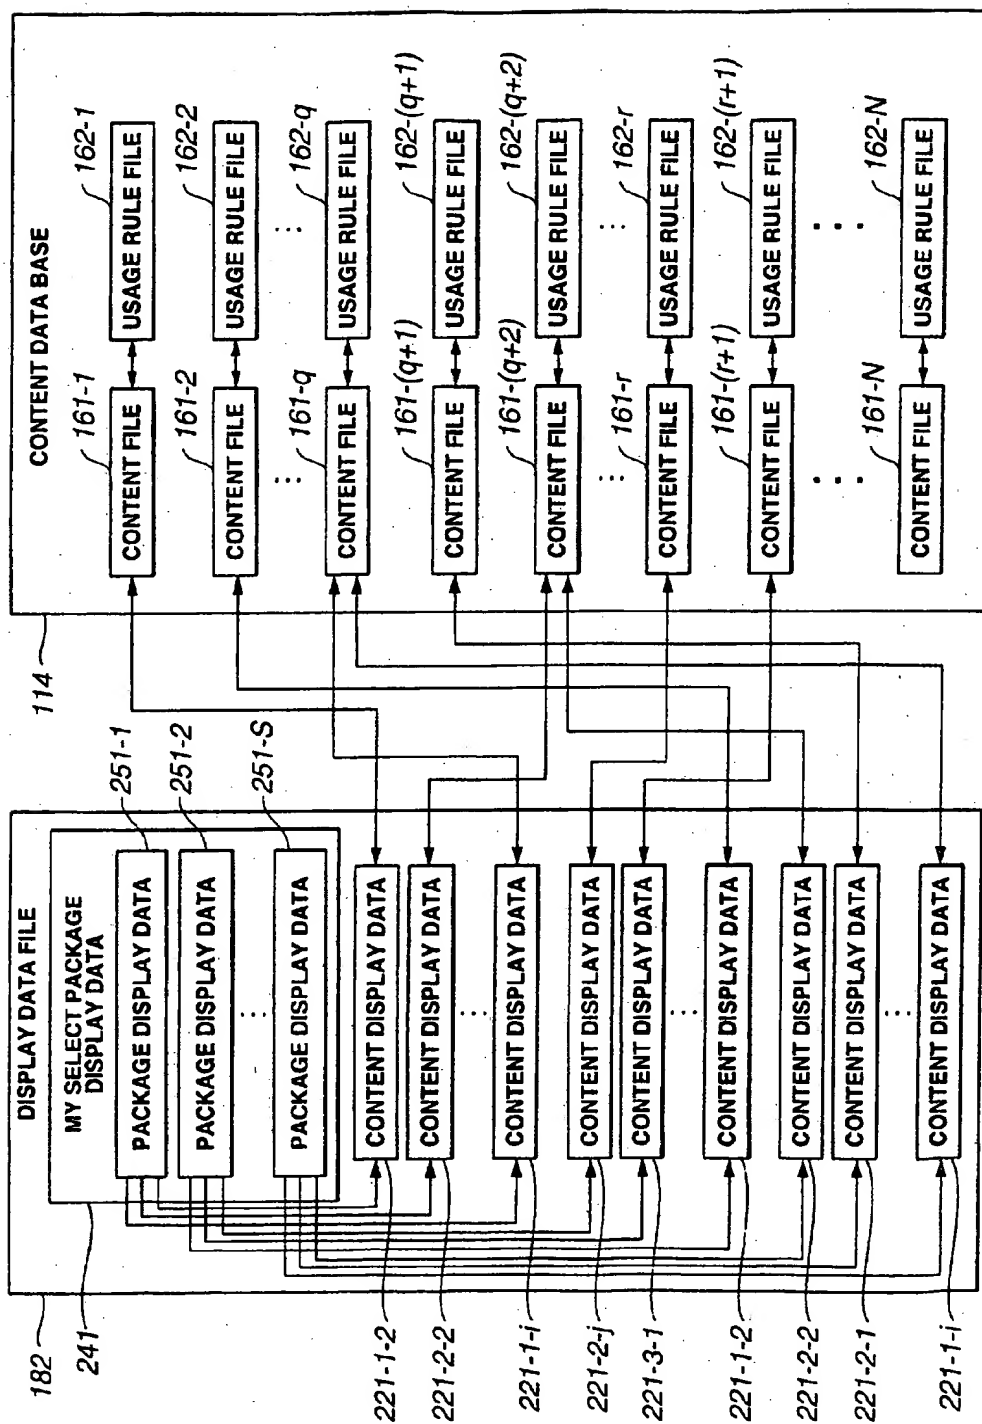 DISPLAY DATA FILE
182
MY SELECT PACKAGE
DISPLAY DATA
241
PACKAGE DISPLAY DATA
251-1
PACKAGE DISPLAY DATA
251-2
...
PACKAGE DISPLAY DATA
251-S
CONTENT DISPLAY DATA
221-1-2
CONTENT DISPLAY DATA
221-2-2
...
CONTENT DISPLAY DATA
221-1-i
CONTENT DISPLAY DATA
221-2-j
CONTENT DISPLAY DATA
221-3-1
...
CONTENT DISPLAY DATA
221-1-2
CONTENT DISPLAY DATA
221-2-2
CONTENT DISPLAY DATA
221-2-1
...
CONTENT DISPLAY DATA
221-1-i
114
CONTENT DATA BASE
161-1
162-1
CONTENT FILE
USAGE RULE FILE
161-2
162-2
CONTENT FILE
USAGE RULE FILE
... ...
161-q
162-q
CONTENT FILE
USAGE RULE FILE
161-(q+1)
162-(q+1)
CONTENT FILE
USAGE RULE FILE
161-(q+2)
162-(q+2)
CONTENT FILE
USAGE RULE FILE
... ...
161-r
162-r
CONTENT FILE
USAGE RULE FILE
161-(r+1)
162-(r+1)
CONTENT FILE
USAGE RULE FILE
... ...
161-N
162-N
CONTENT FILE
USAGE RULE FILE